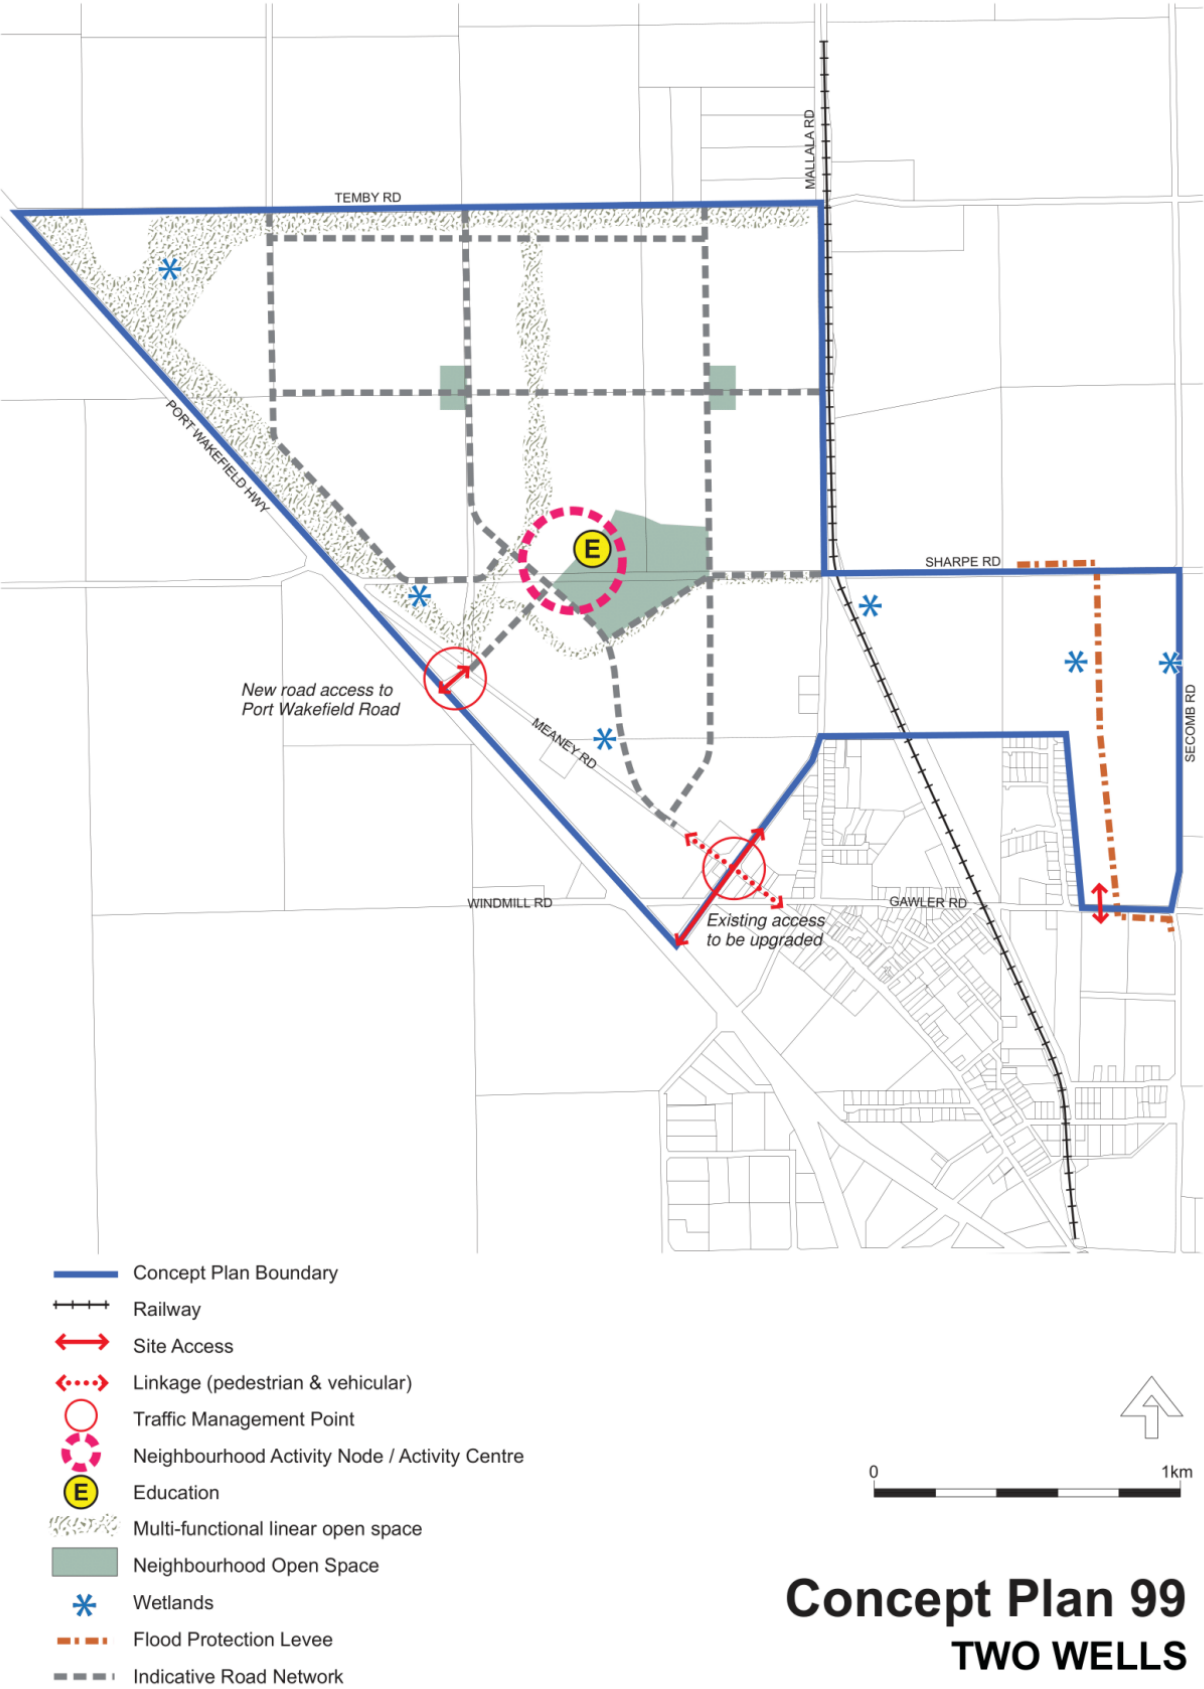 MALLALA RD
TEMBY RD
PORT WAKEFIELD HWY
E
SHARPE RD
New road access to
Port Wakefield Road
MEANEY RD
SECOMB RD
WINDMILL RD
GAWLER RD
Existing access
to be upgraded
Concept Plan Boundary
Railway
Site Access
Linkage (pedestrian & vehicular)
Traffic Management Point
Neighbourhood Activity Node / Activity Centre
E
Education
Multi-functional linear open space
Neighbourhood Open Space
Wetlands
Flood Protection Levee
Indicative Road Network
0 1km
Concept Plan 99
TWO WELLS